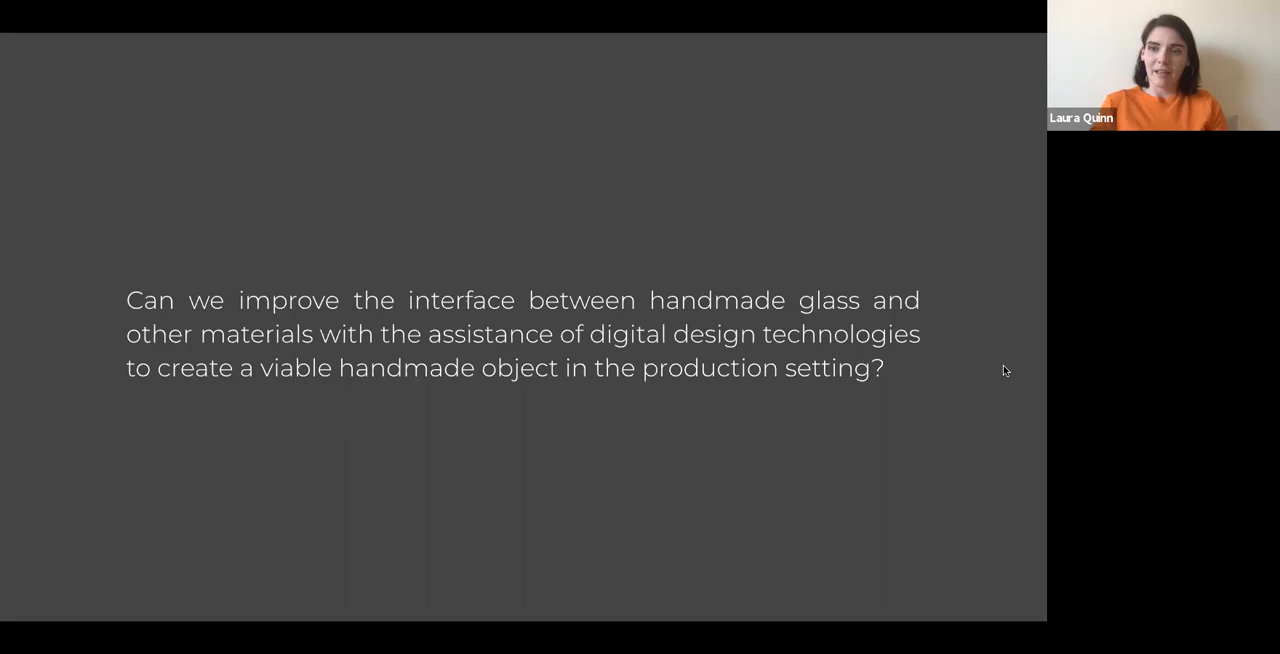 Laura Quinn
Can we improve the interface between handmade glass and
other materials with the assistance of digital design technologies
to create a viable handmade object in the production setting?